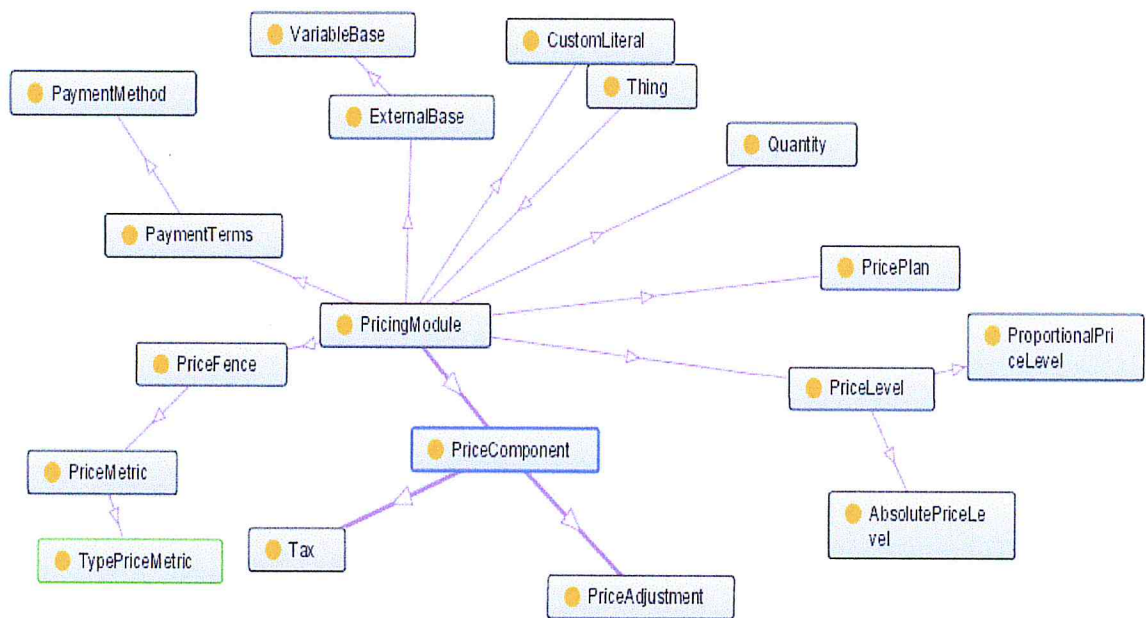 VariableBase
CustomLiteral
Thing
PaymentMethod
ExternalBase
Quantity
PaymentTerms
PricePlan
PricingModule
ProportionalPri
ceLevel
PriceFence
PriceLevel
PriceComponent
PriceMetric
AbsolutePriceLe
vel
Tax
TypePriceMetric
PriceAdjustment